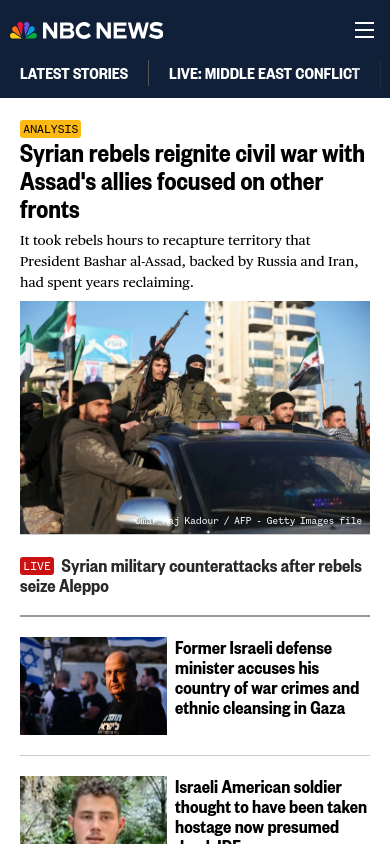 NBC NEWS
LATEST STORIES
LIVE: MIDDLE EAST CONFLICT
ANALYSIS
Syrian rebels reignite civil war with
Assad's allies focused on other
fronts
It took rebels hours to recapture territory that
President Bashar al-Assad, backed by Russia and Iran,
had spent years reclaiming.
Omar Haj Kadour / AFP - Getty Images file
LIVE Syrian military counterattacks after rebels
seize Aleppo
Former Israeli defense
minister accuses his
country of war crimes and
ethnic cleansing in Gaza
Israeli American soldier
thought to have been taken
hostage now presumed